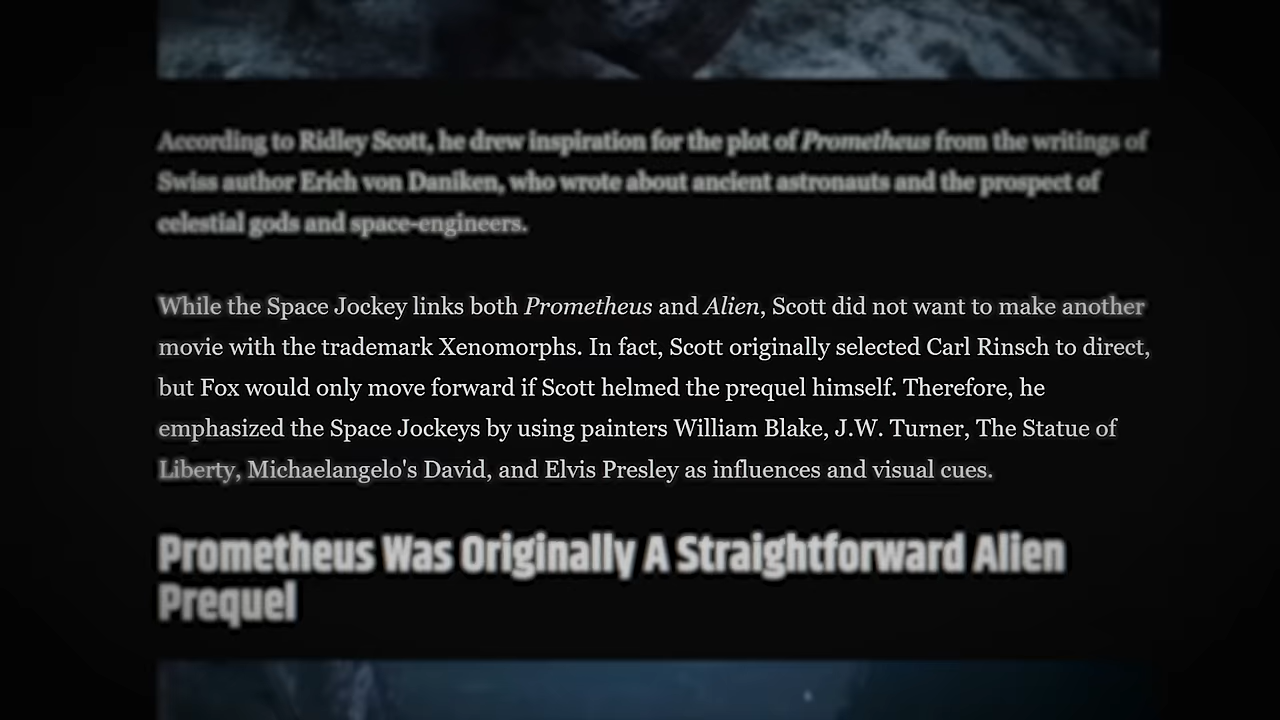 According to Ridley Scott, he drew inspiration for the plot of Prometheus from the writings of
Swiss author Erich von Daniken, who wrote about ancient astronauts and the prospect of
celestial gods and space-engineers.
While the Space Jockey links both Prometheus and Alien, Scott did not want to make another
movie with the trademark Xenomorphs. In fact, Scott originally selected Carl Rinsch to direct,
but Fox would only move forward if Scott helmed the prequel himself. Therefore, he
emphasized the Space Jockeys by using painters William Blake, J.W. Turner, The Statue of
Liberty, Michaelangelo's David, and Elvis Presley as influences and visual cues.
Prometheus Was Originally A Straightforward Alien
Prequel